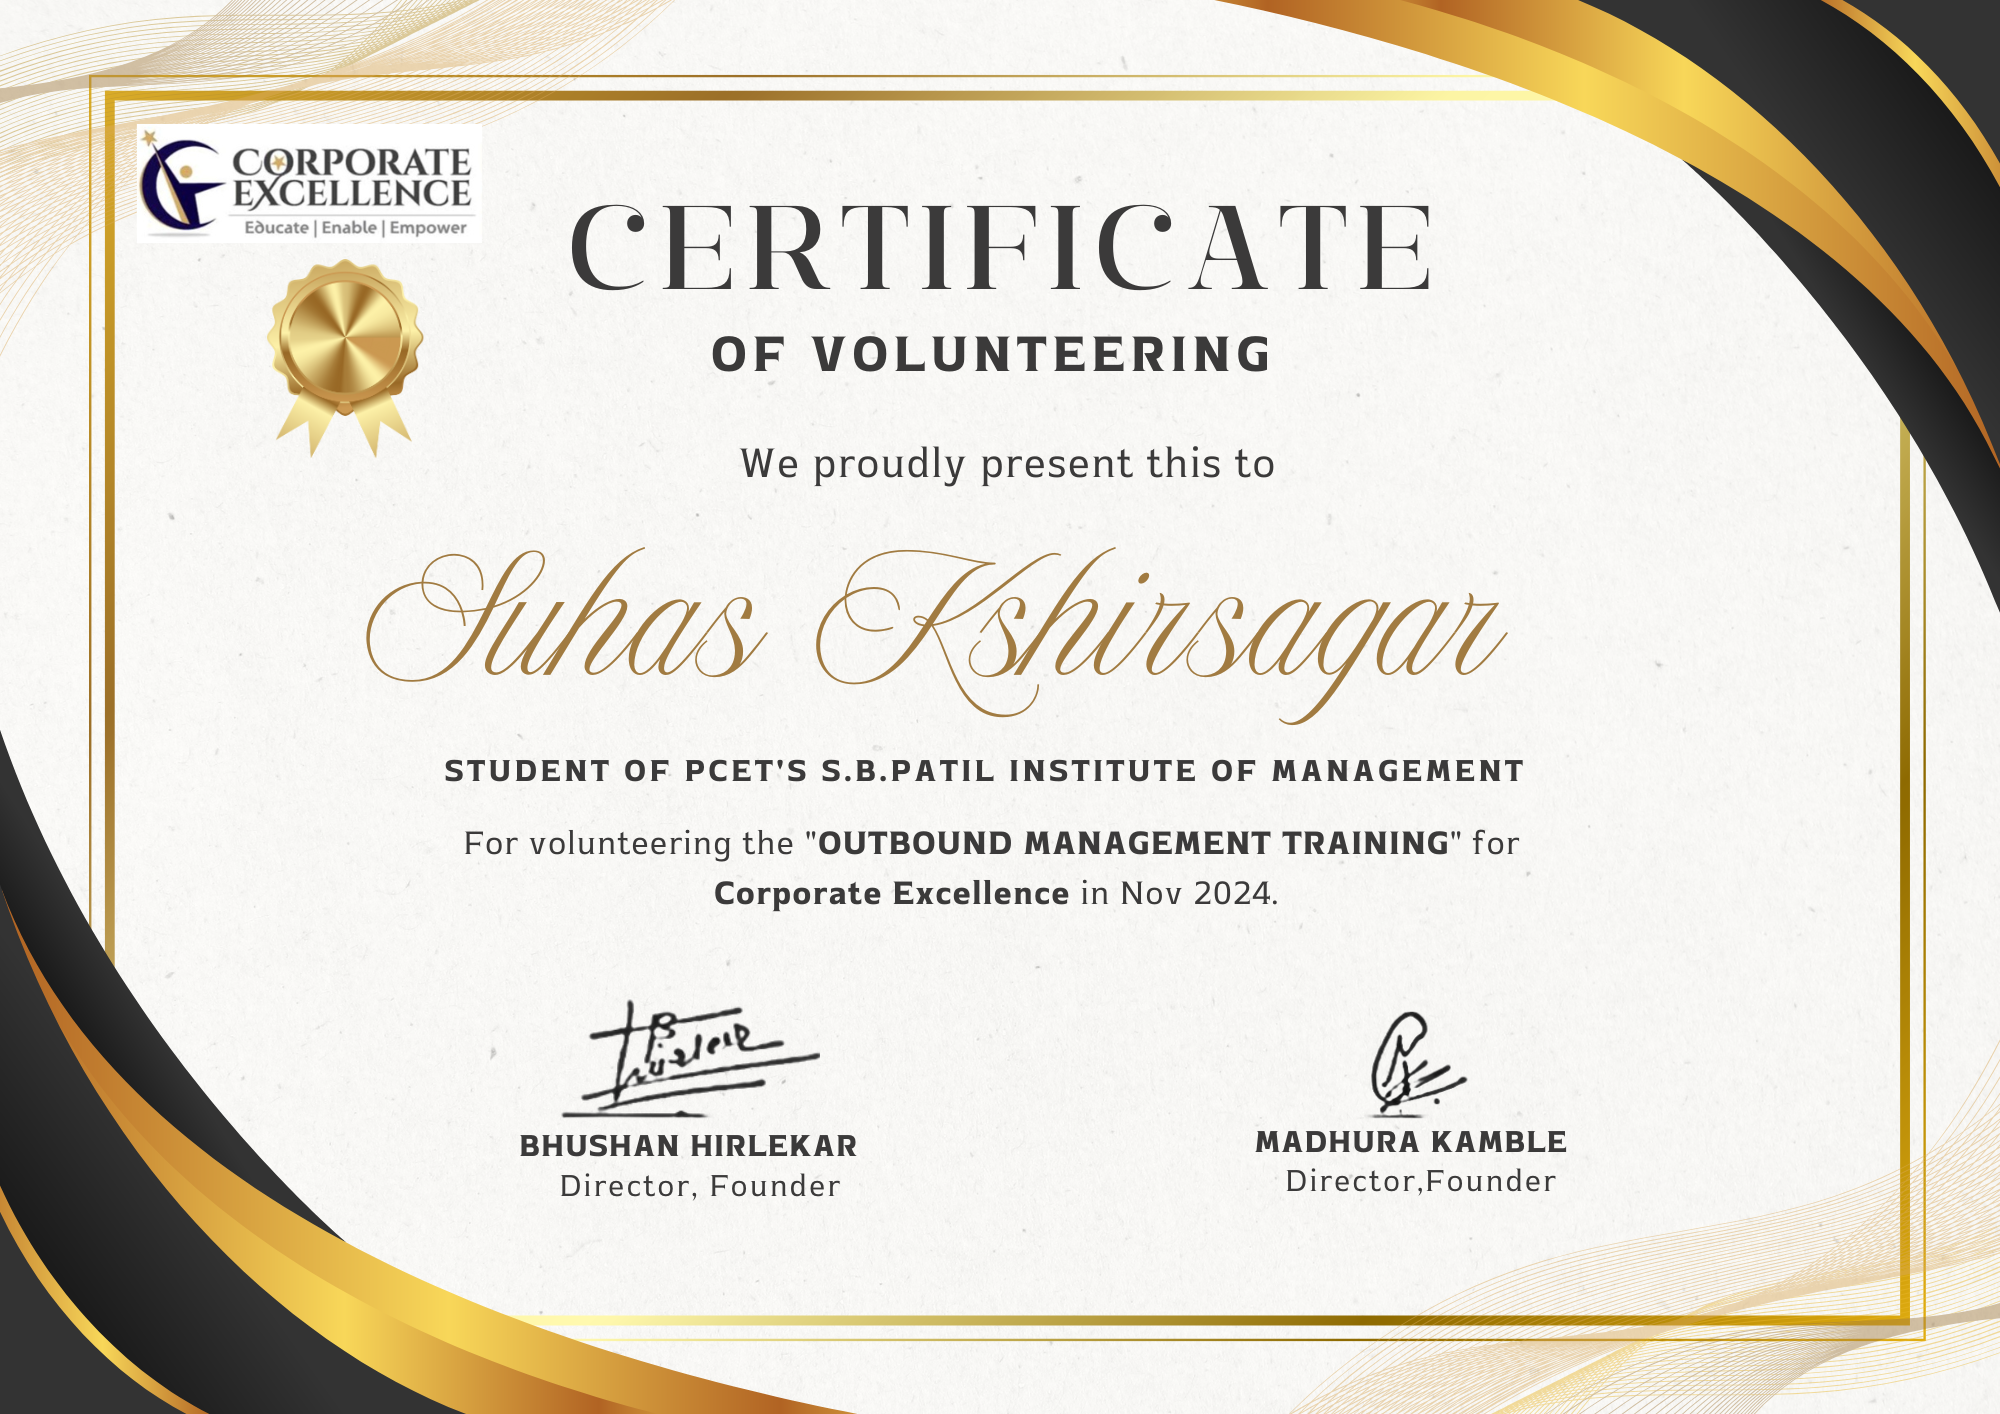 CORPORATE
EXCELLENCE
Educate | Enable | Empower
CERTIFICATE
OF VOLUNTEERING
We proudly present this to
Suhas Kshirsagar
STUDENT OF PCET'S S.B.PATIL INSTITUTE OF MANAGEMENT
For volunteering the "OUTBOUND MANAGEMENT TRAINING" for
Corporate Excellence in Nov 2024.
BHUSHAN HIRLEKAR
Director, Founder
MADHURA KAMBLE
Director,Founder